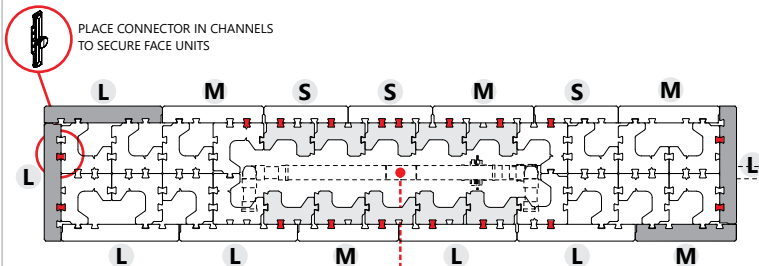 PLACE CONNECTOR IN CHANNELS
TO SECURE FACE UNITS
L M S S M S M
L L
L L M L L M